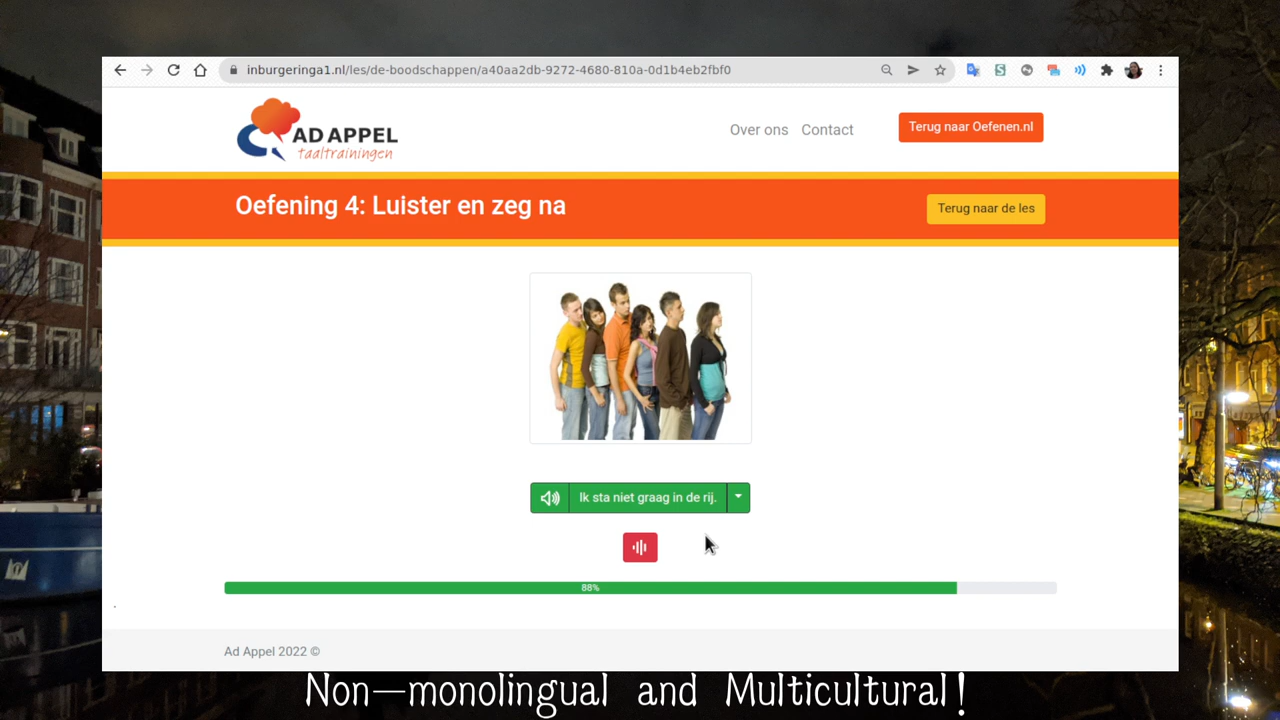 inburgeringa1.nl/les/de-boodschappen/a40aa2db-9272-4680-810a-0d1b4eb2fbf0
AD APPEL
taaltrainingen
Over ons
Contact
Terug naar Oefenen.nl
Oefening 4: Luister en zeg na
Terug naar de les
Ik sta niet graag in de rij.
88%
Ad Appel 2022 ©
Non-monolingual and Multicultural!